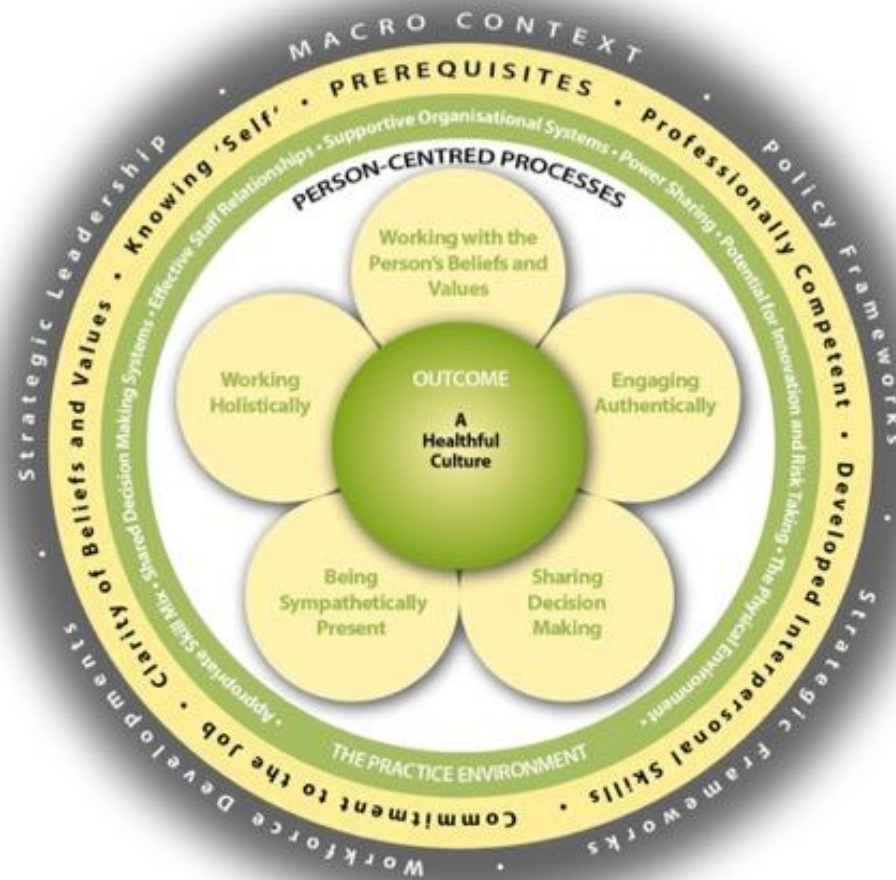 MACRO CONTEXT
• Policy Frameworks • Strategic Frameworks • Workforce Developments • Strategic Leadership •
PREREQUISITES
• Professionally Competent • Developed Interpersonal Skills • Commitment to the Job • Clarity of Beliefs and Values • Knowing 'Self' •
THE PRACTICE ENVIRONMENT
• Appropriate Skill Mix • Shared Decision Making Systems • Effective Staff Relationships • Supportive Organisational Systems • Power Sharing • Potential for Innovation and Risk Taking • The Physical Environment •
PERSON-CENTRED PROCESSES
Working with the
Person's Beliefs and
Values
Engaging
Authentically
Sharing
Decision
Making
Being
Sympathetically
Present
Working
Holistically
OUTCOME
A
Healthful
Culture